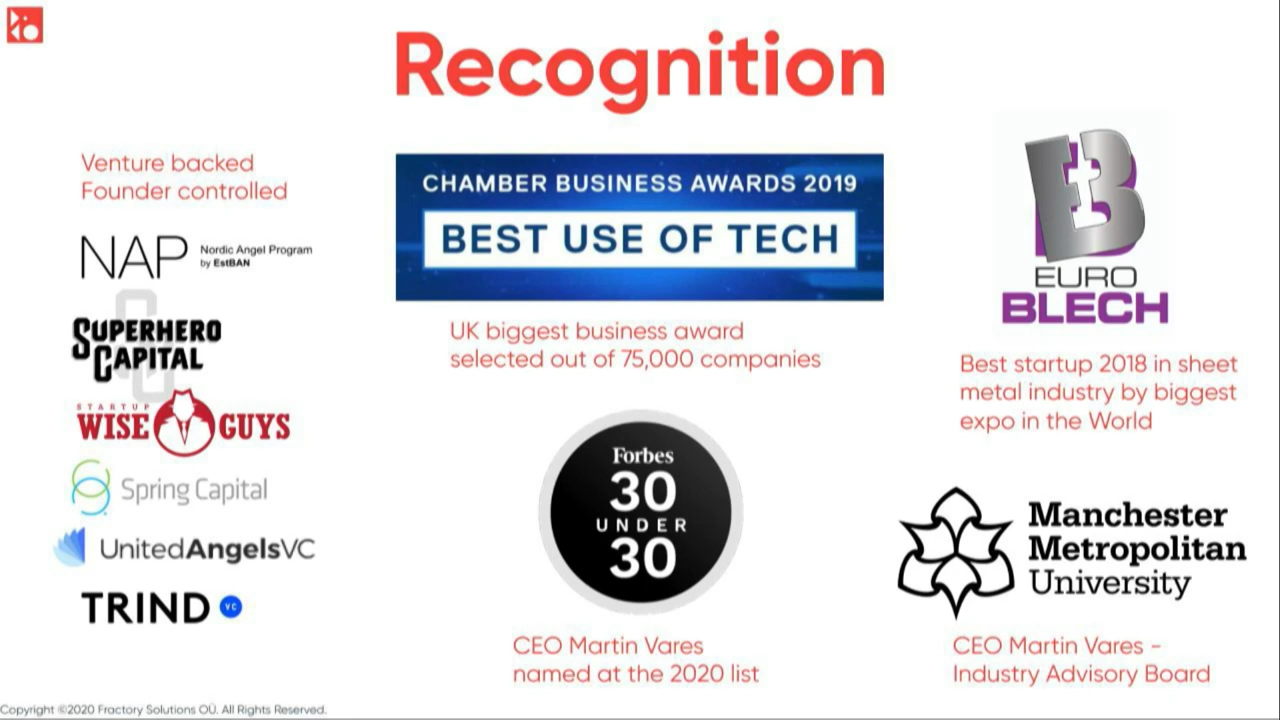 Recognition
Venture backed
Founder controlled
NAP Nordic Angel Program
by EstBAN
SUPERHERO
CAPITAL
STARTUP
WISE GUYS
Spring Capital
UnitedAngelsVC
TRIND VC
CHAMBER BUSINESS AWARDS 2019
BEST USE OF TECH
UK biggest business award
selected out of 75,000 companies
Forbes
30
UNDER
30
CEO Martin Vares
named at the 2020 list
EURO
BLECH
Best startup 2018 in sheet
metal industry by biggest
expo in the World
Manchester
Metropolitan
University
CEO Martin Vares -
Industry Advisory Board
Copyright ©2020 Fractory Solutions OÜ. All Rights Reserved.